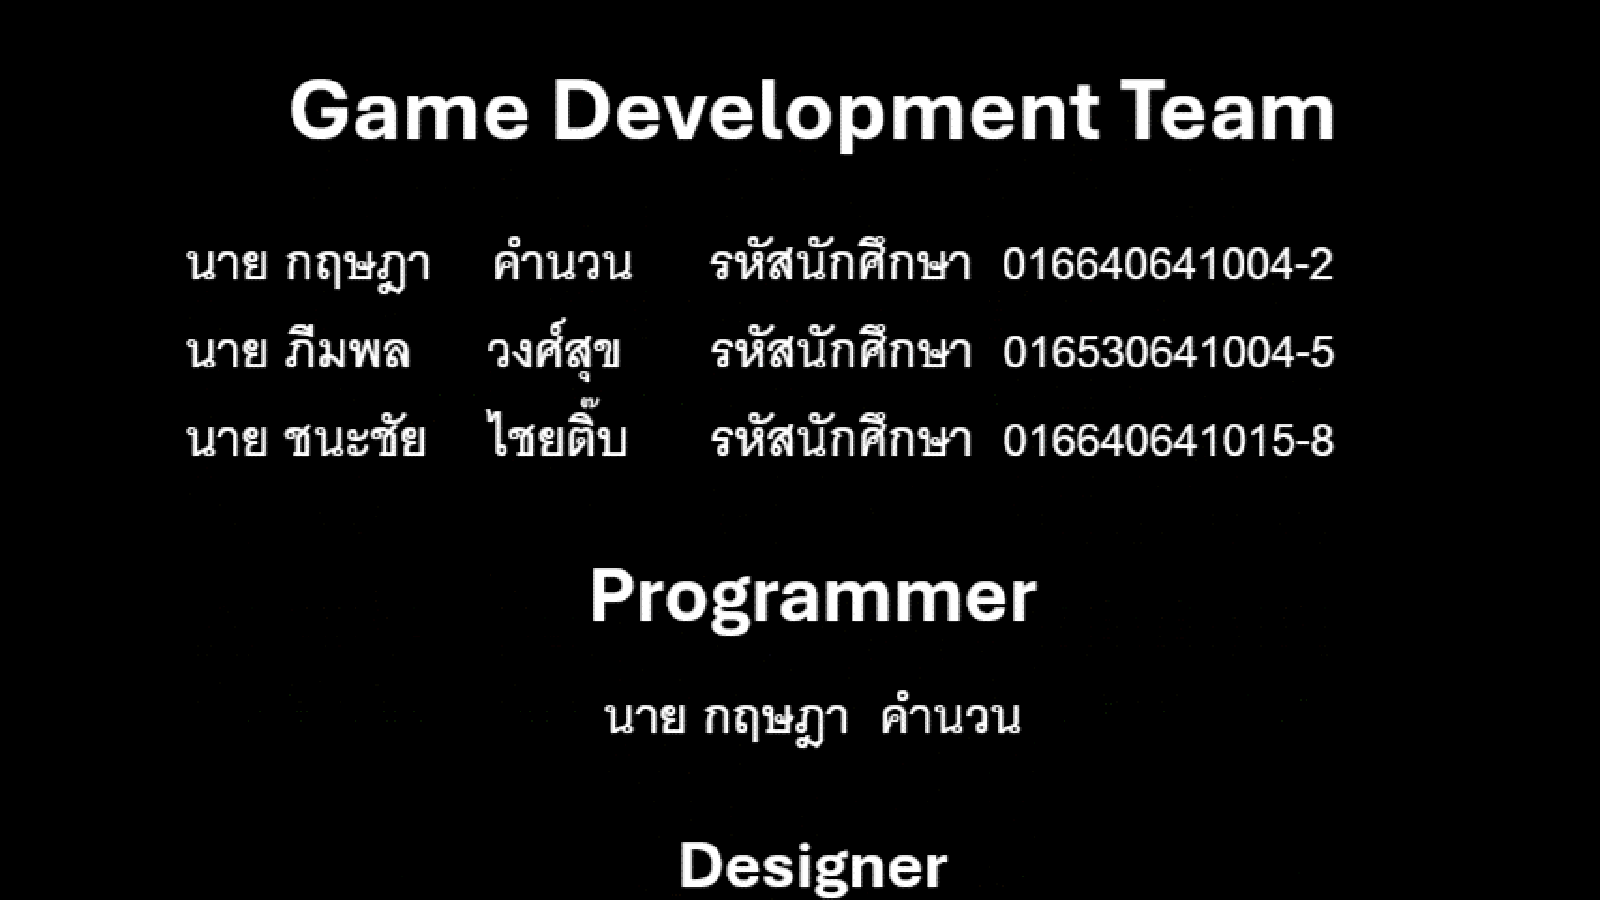 Game Development Team
นาย กฤษฎา คำนวน รหัสนักศึกษา 016640641004-2
นาย ภีมพล วงศ์สุข รหัสนักศึกษา 016530641004-5
นาย ชนะชัย ไชยติ๊บ รหัสนักศึกษา 016640641015-8
Programmer
นาย กฤษฎา คำนวน
Designer